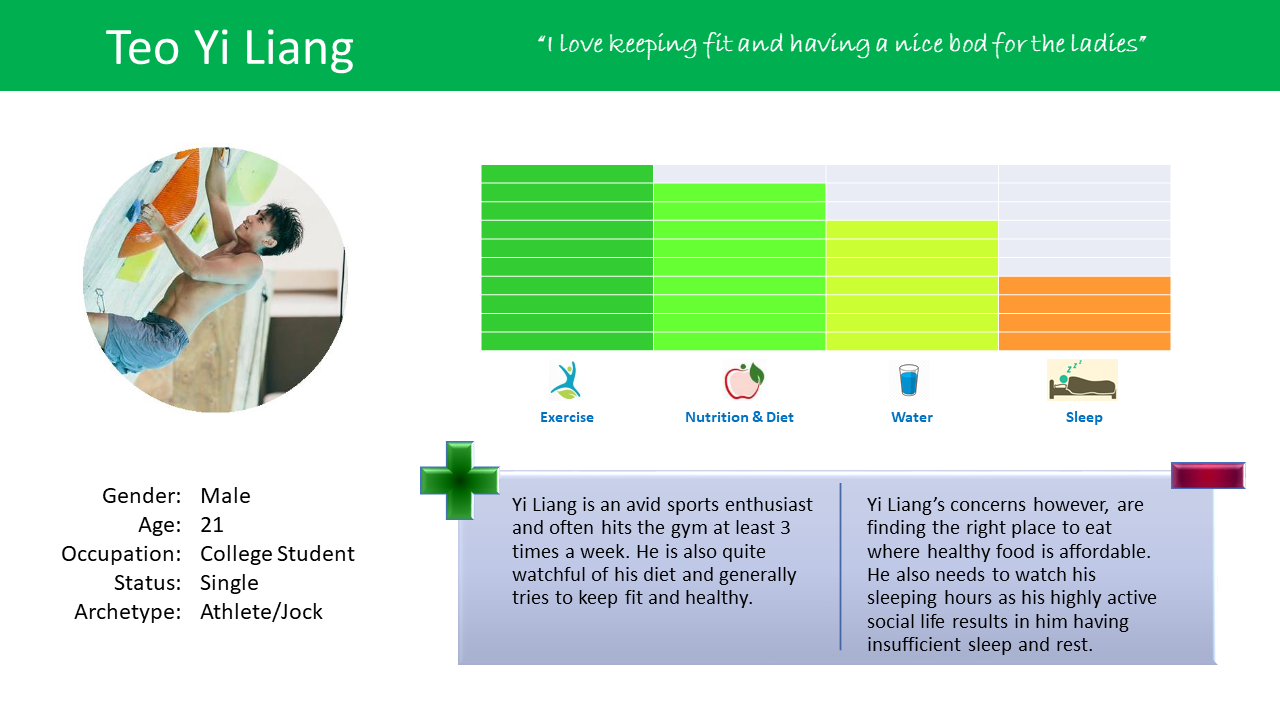 Teo Yi Liang
“I love keeping fit and having a nice bod for the ladies”
z z z
Exercise
Nutrition & Diet
Water
Sleep
Gender: Male
Age: 21
Occupation: College Student
Status: Single
Archetype: Athlete/Jock
Yi Liang is an avid sports enthusiast
and often hits the gym at least 3
times a week. He is also quite
watchful of his diet and generally
tries to keep fit and healthy.
Yi Liang’s concerns however, are
finding the right place to eat
where healthy food is affordable.
He also needs to watch his
sleeping hours as his highly active
social life results in him having
insufficient sleep and rest.